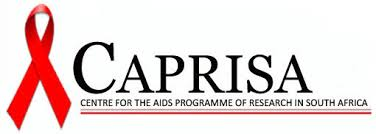 CAPRISA
CENTRE FOR THE AIDS PROGRAMME OF RESEARCH IN SOUTH AFRICA